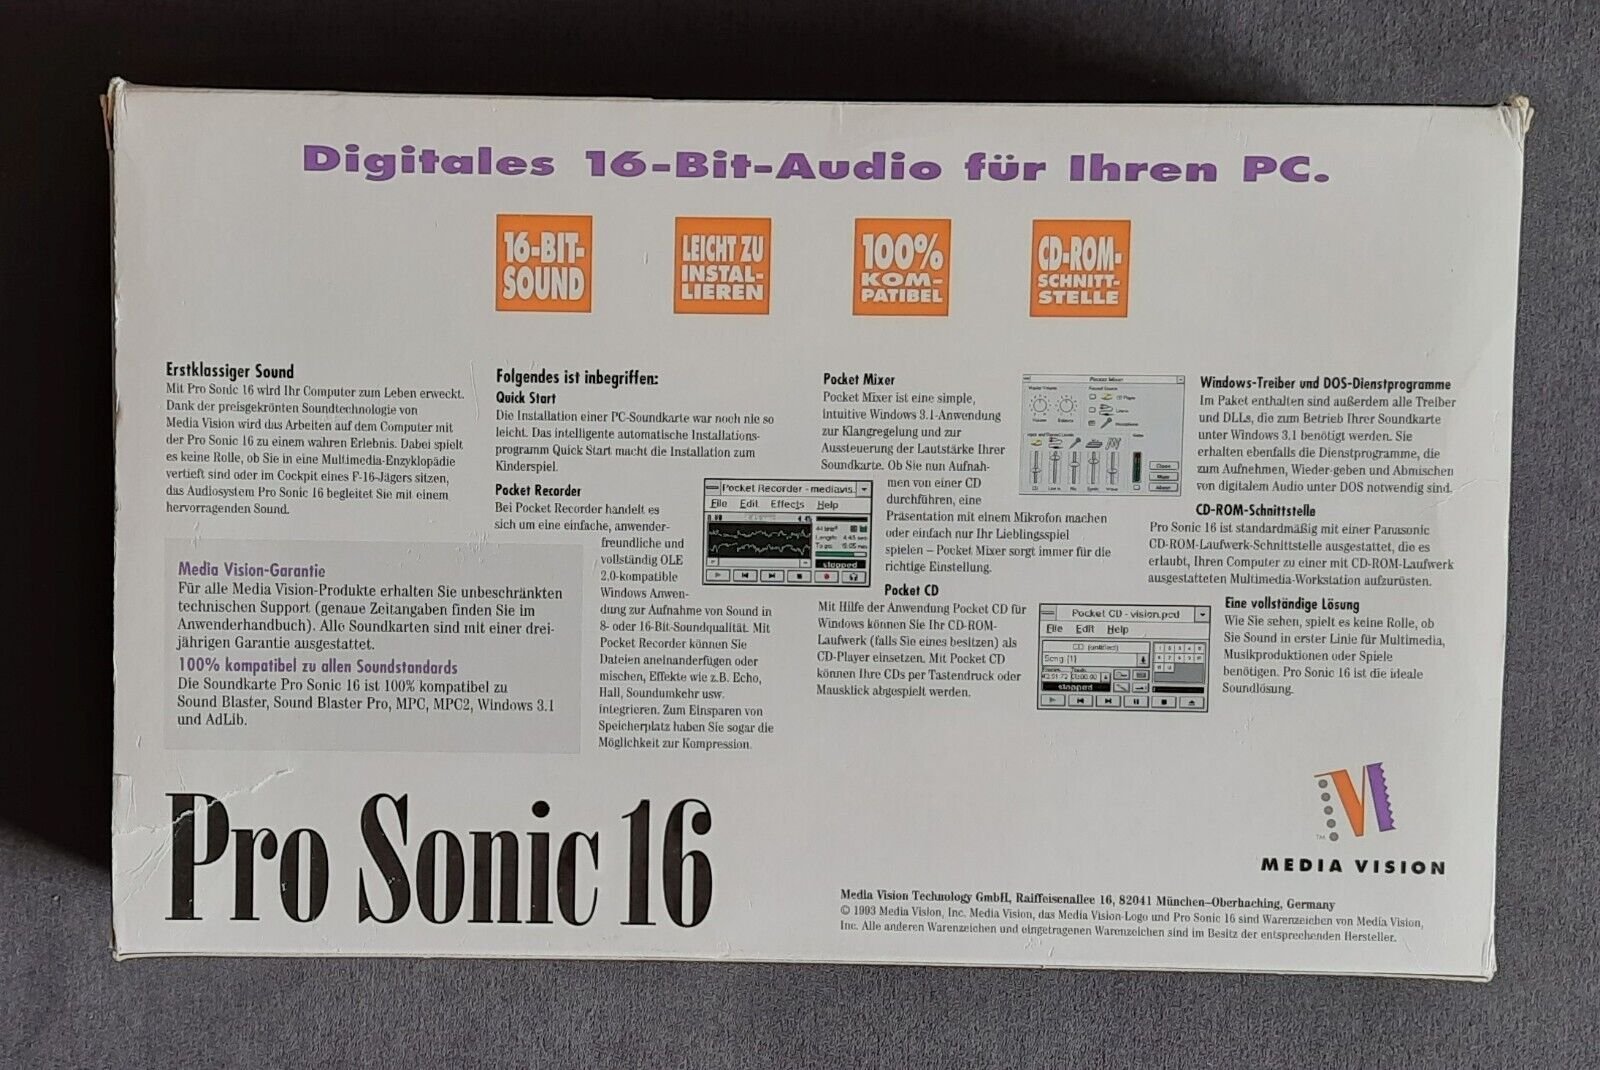 Digitales 16-Bit-Audio für Ihren PC.
16-BIT-
SOUND
LEICHT ZU
INSTAL-
LIEREN
100%
KOM-
PATIBEL
CD-ROM-
SCHNITT-
STELLE
Erstklassiger Sound
Mit Pro Sonic 16 wird Ihr Computer zum Leben erweckt.
Dank der preisgekrönten Soundtechnologie von
Media Vision wird das Arbeiten auf dem Computer mit
der Pro Sonic 16 zu einem wahren Erlebnis. Dabei spielt
es keine Rolle, ob Sie in eine Multimedia-Enzyklopädie
vertieft sind oder im Cockpit eines F-16-Jägers sitzen,
das Audiosystem Pro Sonic 16 begleitet Sie mit einem
hervorragenden Sound.
Media Vision-Garantie
Für alle Media Vision-Produkte erhalten Sie unbeschränkten
technischen Support (genaue Zeitangaben finden Sie im
Anwenderhandbuch). Alle Soundkarten sind mit einer drei-
jährigen Garantie ausgestattet.
100% kompatibel zu allen Soundstandards
Die Soundkarte Pro Sonic 16 ist 100% kompatibel zu
Sound Blaster, Sound Blaster Pro, MPC, MPC2, Windows 3.1
und AdLib.
Folgendes ist inbegriffen:
Quick Start
Die Installation einer PC-Soundkarte war noch nie so
leicht. Das intelligente automatische Installations-
programm Quick Start macht die Installation zum
Kinderspiel.
Pocket Recorder
Bei Pocket Recorder handelt es
sich um eine einfache, anwender-
freundliche und
vollständig OLE
2.0-kompatible
Windows Anwen-
dung zur Aufnahme von Sound in
8- oder 16-Bit-Soundqualität. Mit
Pocket Recorder können Sie
Dateien aneinanderfügen oder
mischen, Effekte wie z.B. Echo,
Hall, Soundumkehr usw.
integrieren. Zum Einsparen von
Speicherplatz haben Sie sogar die
Möglichkeit zur Kompression.
Pocket Recorder - mediavis.
File Edit Effects Help
Length: 4.45 sec
stopped
Pocket Mixer
Pocket Mixer ist eine simple,
intuitive Windows 3.1-Anwendung
zur Klangregelung und zur
Aussteuerung der Lautstärke Ihrer
Soundkarte. Ob Sie nun Aufnah-
men von einer CD
durchführen, eine
Präsentation mit einem Mikrofon machen
oder einfach nur Ihr Lieblingsspiel
spielen – Pocket Mixer sorgt immer für die
richtige Einstellung.
Pocket Mixer
Pocket CD
Mit Hilfe der Anwendung Pocket CD für
Windows können Sie Ihr CD-ROM-
Laufwerk (falls Sie eines besitzen) als
CD-Player einsetzen. Mit Pocket CD
können Ihre CDs per Tastendruck oder
Mausklick abgespielt werden.
Pocket CD - vision.pcd
File Edit Help
CD (untitled)
Song (1)
stopped
Windows-Treiber und DOS-Dienstprogramme
Im Paket enthalten sind außerdem alle Treiber
und DLLs, die zum Betrieb Ihrer Soundkarte
unter Windows 3.1 benötigt werden. Sie
erhalten ebenfalls die Dienstprogramme, die
zum Aufnehmen, Wieder-geben und Abmischen
von digitalem Audio unter DOS notwendig sind.
CD-ROM-Schnittstelle
Pro Sonic 16 ist standardmäßig mit einer Panasonic
CD-ROM-Laufwerk-Schnittstelle ausgestattet, die es
erlaubt, Ihren Computer zu einer mit CD-ROM-Laufwerk
ausgestatteten Multimedia-Workstation aufzurüsten.
Eine vollständige Lösung
Wie Sie sehen, spielt es keine Rolle, ob
Sie Sound in erster Linie für Multimedia,
Musikproduktionen oder Spiele
benötigen. Pro Sonic 16 ist die ideale
Soundlösung.
Pro Sonic 16
TM
MEDIA VISION
Media Vision Technology GmbH, Raiffeisenallee 16, 82041 München–Oberhaching, Germany
© 1993 Media Vision, Inc. Media Vision, das Media Vision-Logo und Pro Sonic 16 sind Warenzeichen von Media Vision,
Inc. Alle anderen Warenzeichen und eingetragenen Warenzeichen sind im Besitz der entsprechenden Hersteller.